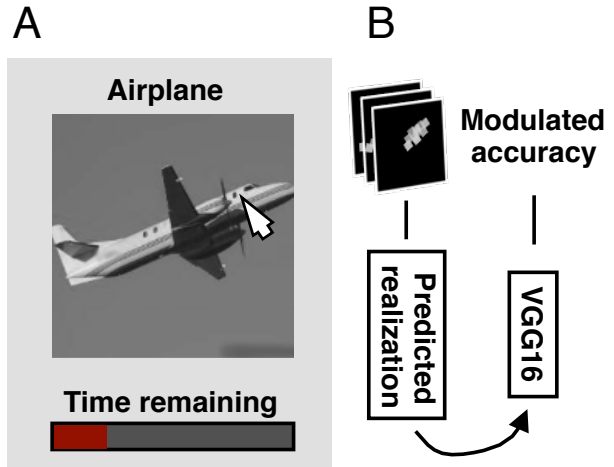 A
B
Airplane
Modulated
accuracy
Predicted
realization
VGG16
Time remaining